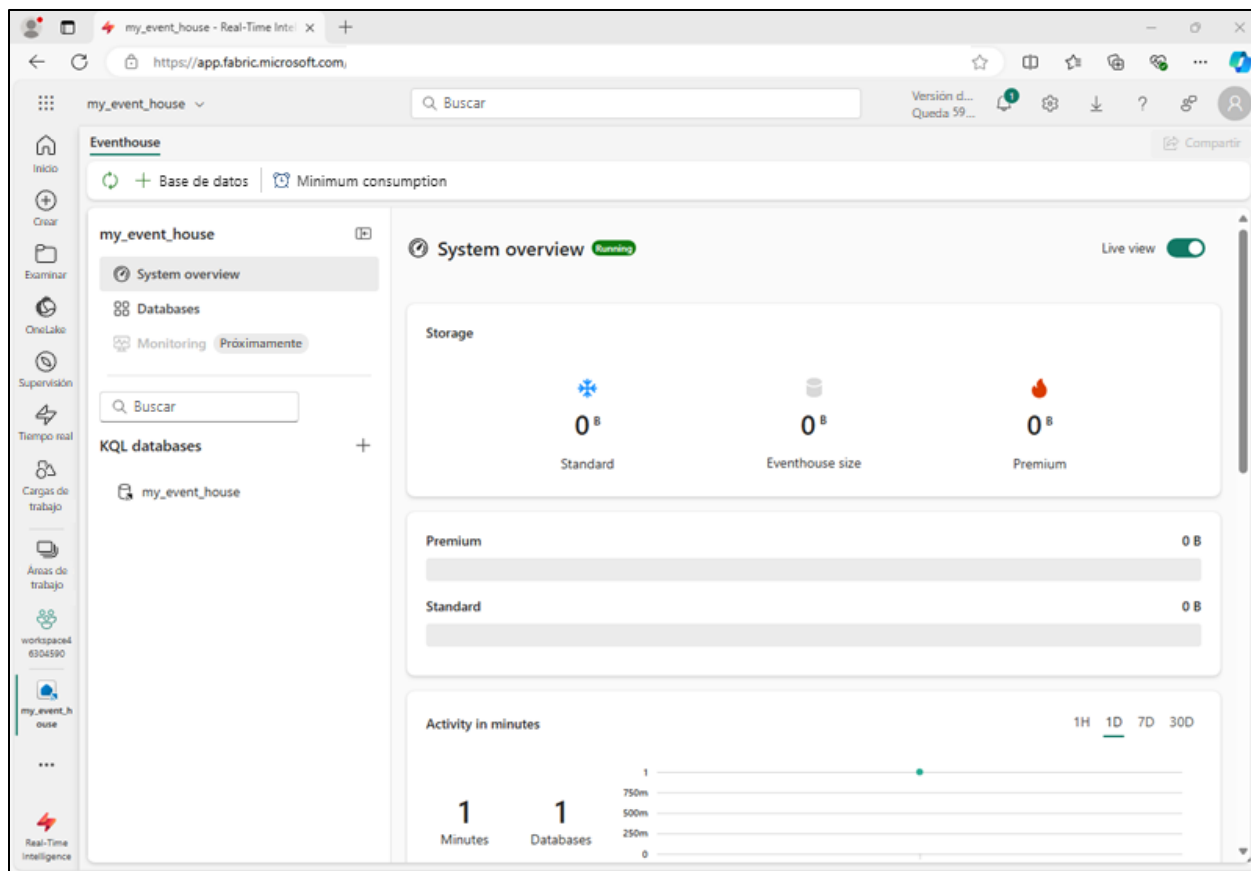 my_event_house - Real-Time Intel
https://app.fabric.microsoft.com/
my_event_house
Buscar
Versión d...
Queda 59...
1
Inicio
Crear
Examinar
OneLake
Supervisión
Tiempo real
Cargas de
trabajo
Áreas de
trabajo
workspace4
6304590
my_event_h
ouse
...
Real-Time
Intelligence
Eventhouse
Compartir
Base de datos
Minimum consumption
my_event_house
System overview
Databases
Monitoring Próximamente
Buscar
KQL databases
my_event_house
System overview Running
Live view
Storage
0 B
Standard
0 B
Eventhouse size
0 B
Premium
Premium 0 B
Standard 0 B
Activity in minutes
1H 1D 7D 30D
1
Minutes
1
Databases
1
750m
500m
250m
0